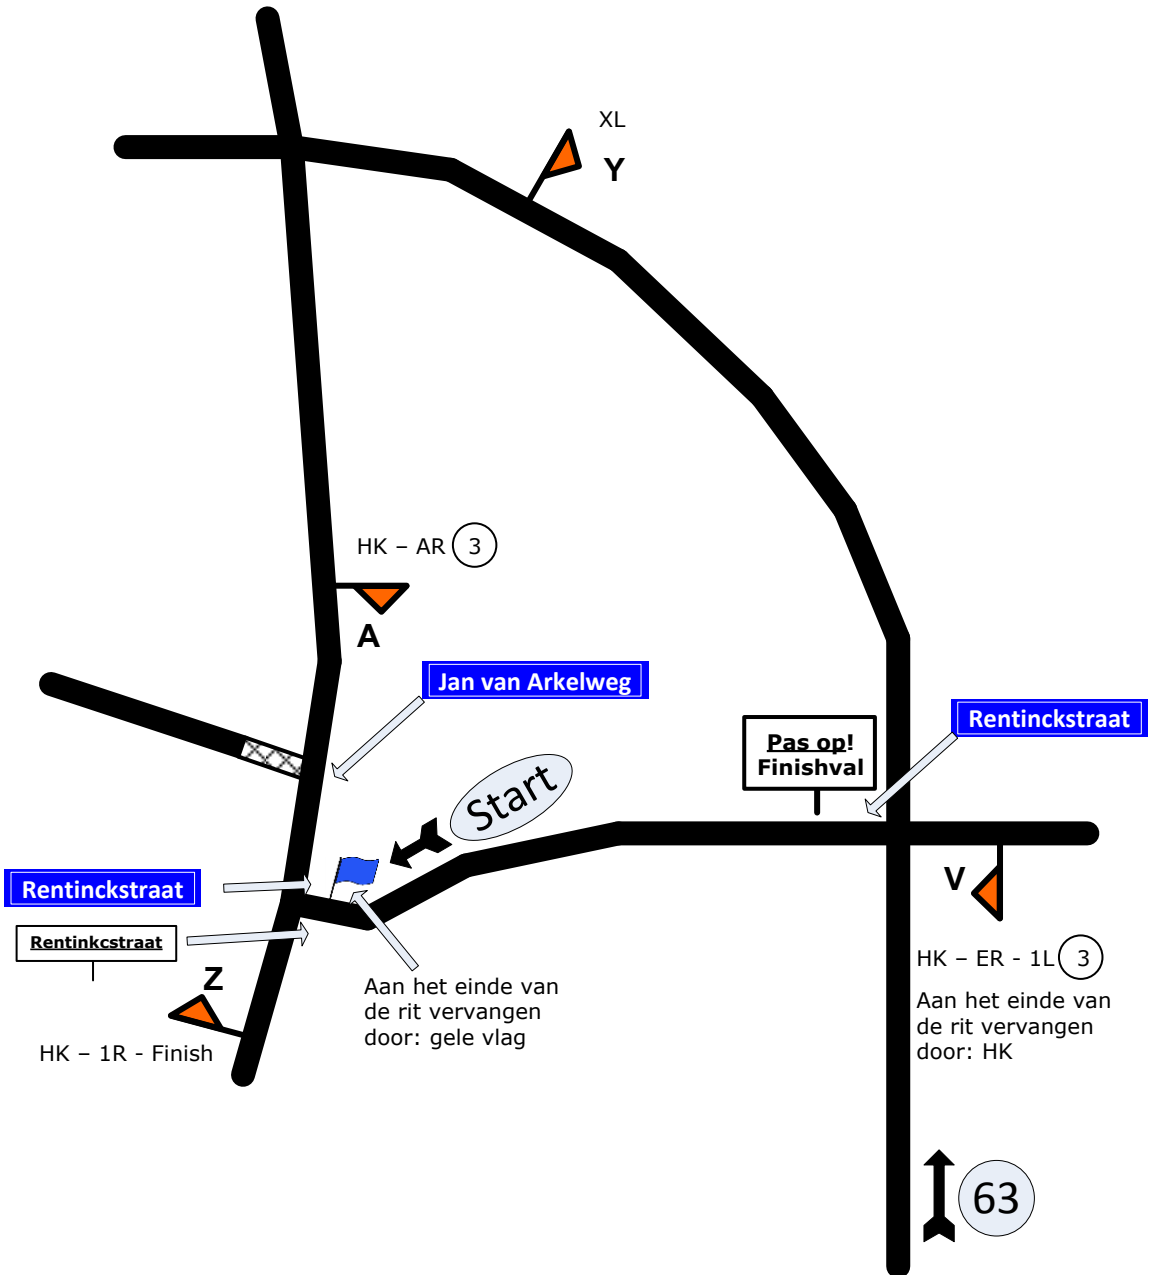 XL
Y
HK – AR 3
A
Jan van Arkelweg
Rentinckstraat
Pas op!
Finishval
Start
V
Rentinckstraat
Rentinkcstraat
Z
HK – 1R - Finish
Aan het einde van
de rit vervangen
door: gele vlag
HK – ER - 1L 3
Aan het einde van
de rit vervangen
door: HK
63